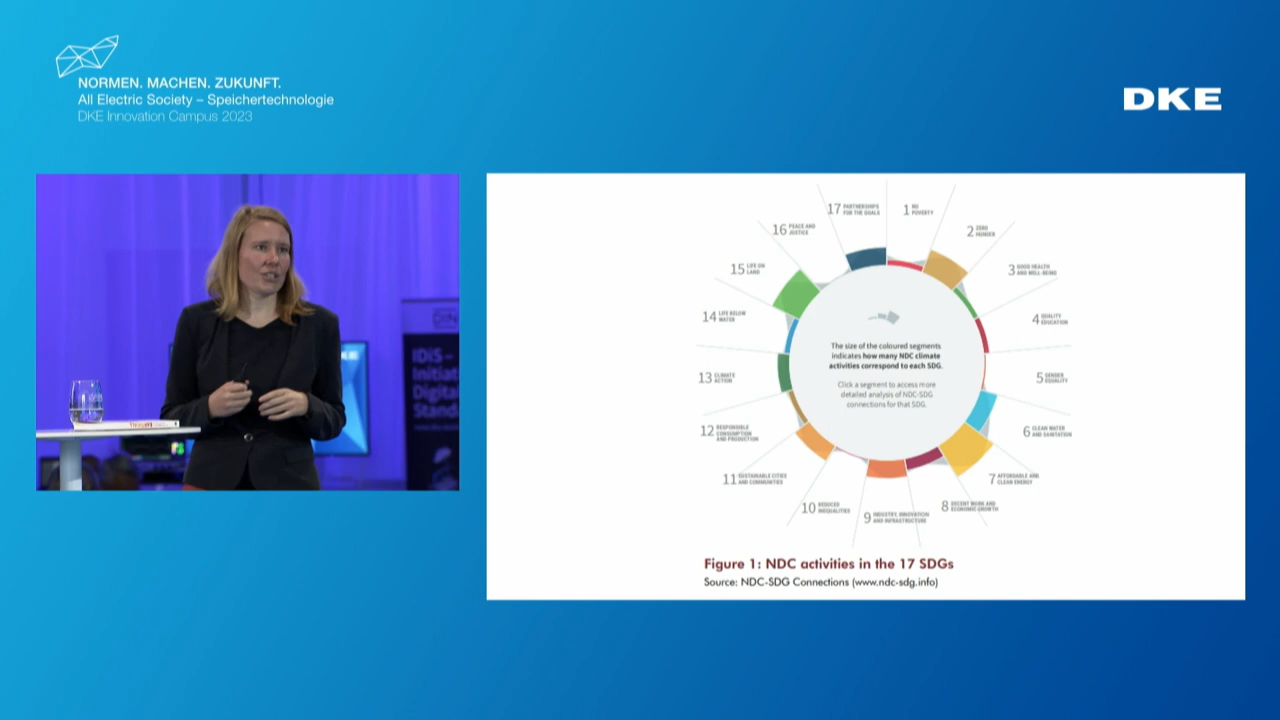 NORMEN. MACHEN. ZUKUNFT.
All Electric Society – Speichertechnologie
DKE Innovation Campus 2023
DKE
DIN
IDiS –
Initiat
Digita
Stand
17 PARTNERSHIPS
FOR THE GOALS
1 NO
POVERTY
2 ZERO
HUNGER
3 GOOD HEALTH
AND WELL-BEING
4 QUALITY
EDUCATION
5 GENDER
EQUALITY
6 CLEAN WATER
AND SANITATION
7 AFFORDABLE AND
CLEAN ENERGY
8 DECENT WORK AND
ECONOMIC GROWTH
9 INDUSTRY, INNOVATION
AND INFRASTRUCTURE
10 REDUCED
INEQUALITIES
11 SUSTAINABLE CITIES
AND COMMUNITIES
12 RESPONSIBLE
CONSUMPTION
AND PRODUCTION
13 CLIMATE
ACTION
14 LIFE BELOW
WATER
15 LIFE ON
LAND
16 PEACE AND
JUSTICE
The size of the coloured segments
indicates how many NDC climate
activities correspond to each SDG.
Click a segment to access more
detailed analysis of NDC-SDG
connections for that SDG.
Figure 1: NDC activities in the 17 SDGs
Source: NDC-SDG Connections (www.ndc-sdg.info)